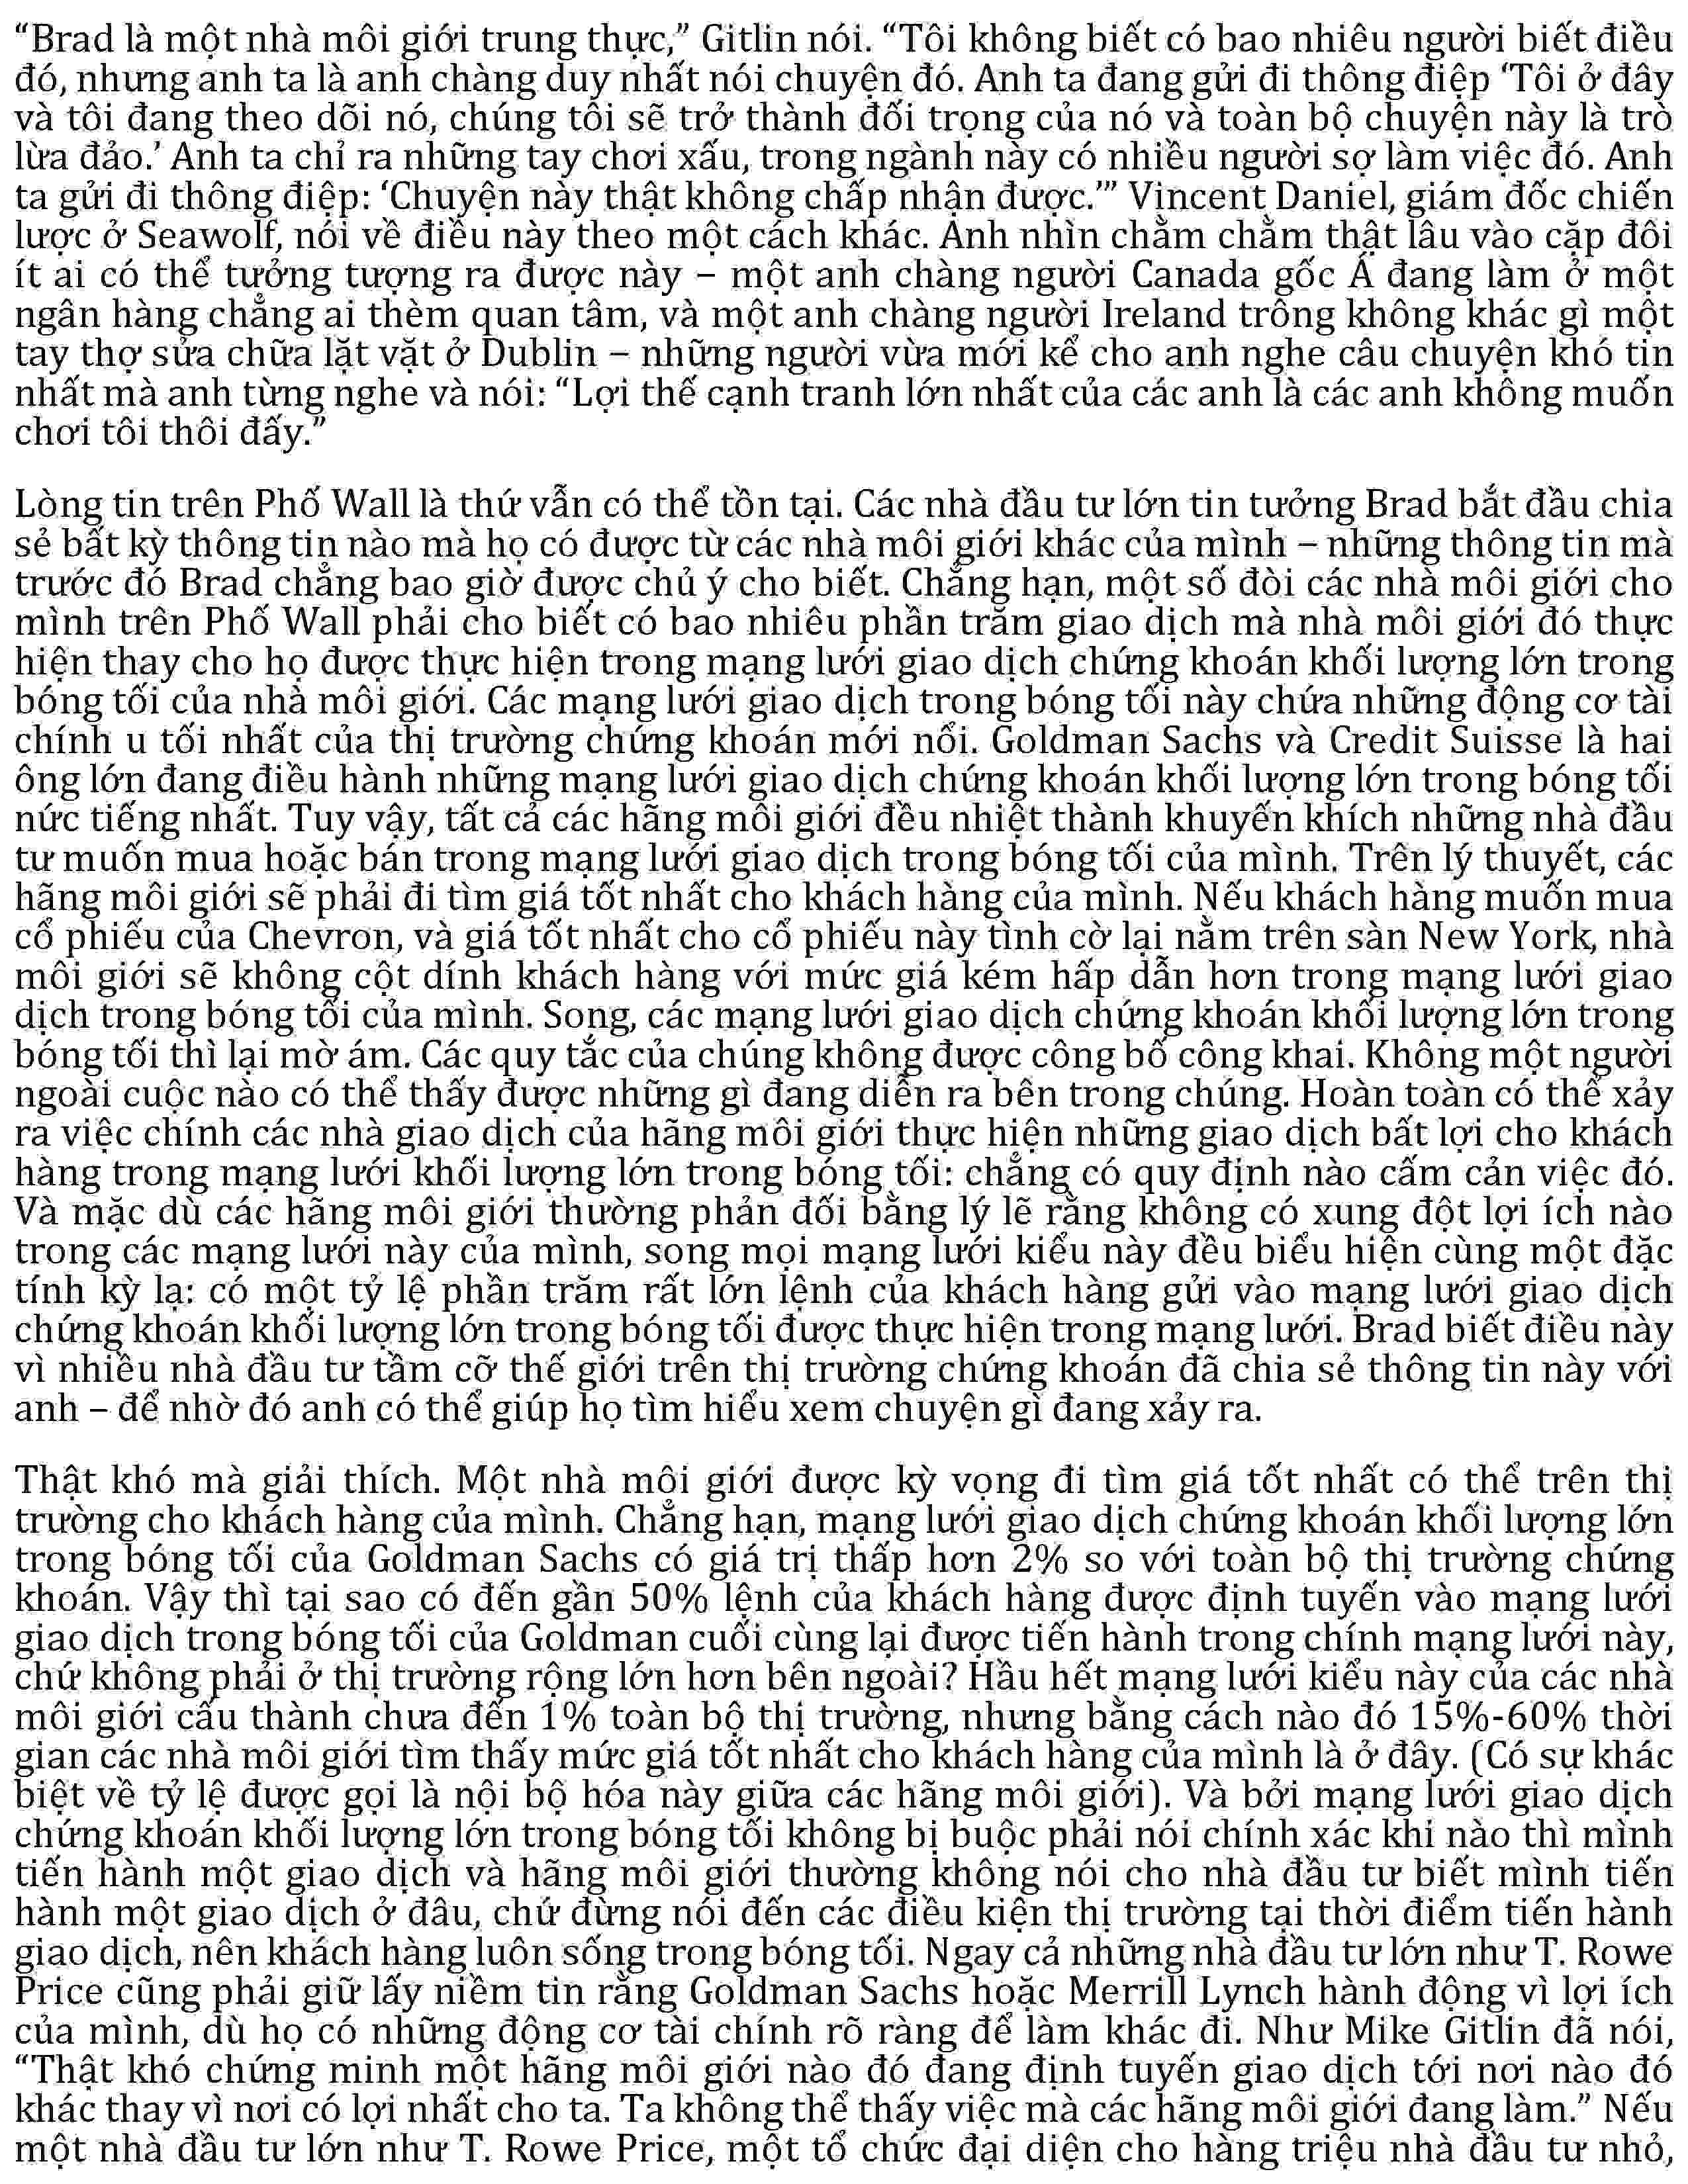 “Brad là một nhà môi giới trung thực,” Gitlin nói. “Tôi không biết có bao nhiêu người biết điều
đó, nhưng anh ta là anh chàng duy nhất nói chuyện đó. Anh ta đang gửi đi thông điệp ‘Tôi ở đây
và tôi đang theo dõi nó, chúng tôi sẽ trở thành đối trọng của nó và toàn bộ chuyện này là trò
lừa đảo.’ Anh ta chỉ ra những tay chơi xấu, trong ngành này có nhiều người sợ làm việc đó. Anh
ta gửi đi thông điệp: ‘Chuyện này thật không chấp nhận được.’” Vincent Daniel, giám đốc chiến
lược ở Seawolf, nói về điều này theo một cách khác. Anh nhìn chằm chằm thật lâu vào cặp đôi
ít ai có thể tưởng tượng ra được này – một anh chàng người Canada gốc Á đang làm ở một
ngân hàng chẳng ai thèm quan tâm, và một anh chàng người Ireland trông không khác gì một
tay thợ sửa chữa lặt vặt ở Dublin – những người vừa mới kể cho anh nghe câu chuyện khó tin
nhất mà anh từng nghe và nói: “Lợi thế cạnh tranh lớn nhất của các anh là các anh không muốn
chơi tôi thôi đấy.”
Lòng tin trên Phố Wall là thứ vẫn có thể tồn tại. Các nhà đầu tư lớn tin tưởng Brad bắt đầu chia
sẻ bất kỳ thông tin nào mà họ có được từ các nhà môi giới khác của mình – những thông tin mà
trước đó Brad chẳng bao giờ được chủ ý cho biết. Chẳng hạn, một số đòi các nhà môi giới cho
mình trên Phố Wall phải cho biết có bao nhiêu phần trăm giao dịch mà nhà môi giới đó thực
hiện thay cho họ được thực hiện trong mạng lưới giao dịch chứng khoán khối lượng lớn trong
bóng tối của nhà môi giới. Các mạng lưới giao dịch trong bóng tối này chứa những động cơ tài
chính u tối nhất của thị trường chứng khoán mới nổi. Goldman Sachs và Credit Suisse là hai
ông lớn đang điều hành những mạng lưới giao dịch chứng khoán khối lượng lớn trong bóng tối
nức tiếng nhất. Tuy vậy, tất cả các hãng môi giới đều nhiệt thành khuyến khích những nhà đầu
tư muốn mua hoặc bán trong mạng lưới giao dịch trong bóng tối của mình. Trên lý thuyết, các
hãng môi giới sẽ phải đi tìm giá tốt nhất cho khách hàng của mình. Nếu khách hàng muốn mua
cổ phiếu của Chevron, và giá tốt nhất cho cổ phiếu này tình cờ lại nằm trên sàn New York, nhà
môi giới sẽ không cột dính khách hàng với mức giá kém hấp dẫn hơn trong mạng lưới giao
dịch trong bóng tối của mình. Song, các mạng lưới giao dịch chứng khoán khối lượng lớn trong
bóng tối thì lại mờ ám. Các quy tắc của chúng không được công bố công khai. Không một người
ngoài cuộc nào có thể thấy được những gì đang diễn ra bên trong chúng. Hoàn toàn có thể xảy
ra việc chính các nhà giao dịch của hãng môi giới thực hiện những giao dịch bất lợi cho khách
hàng trong mạng lưới khối lượng lớn trong bóng tối: chẳng có quy định nào cấm cản việc đó.
Và mặc dù các hãng môi giới thường phản đối bằng lý lẽ rằng không có xung đột lợi ích nào
trong các mạng lưới này của mình, song mọi mạng lưới kiểu này đều biểu hiện cùng một đặc
tính kỳ lạ: có một tỷ lệ phần trăm rất lớn lệnh của khách hàng gửi vào mạng lưới giao dịch
chứng khoán khối lượng lớn trong bóng tối được thực hiện trong mạng lưới. Brad biết điều này
vì nhiều nhà đầu tư tầm cỡ thế giới trên thị trường chứng khoán đã chia sẻ thông tin này với
anh – để nhờ đó anh có thể giúp họ tìm hiểu xem chuyện gì đang xảy ra.
Thật khó mà giải thích. Một nhà môi giới được kỳ vọng đi tìm giá tốt nhất có thể trên thị
trường cho khách hàng của mình. Chẳng hạn, mạng lưới giao dịch chứng khoán khối lượng lớn
trong bóng tối của Goldman Sachs có giá trị thấp hơn 2% so với toàn bộ thị trường chứng
khoán. Vậy thì tại sao có đến gần 50% lệnh của khách hàng được định tuyến vào mạng lưới
giao dịch trong bóng tối của Goldman cuối cùng lại được tiến hành trong chính mạng lưới này,
chứ không phải ở thị trường rộng lớn hơn bên ngoài? Hầu hết mạng lưới kiểu này của các nhà
môi giới cấu thành chưa đến 1% toàn bộ thị trường, nhưng bằng cách nào đó 15%-60% thời
gian các nhà môi giới tìm thấy mức giá tốt nhất cho khách hàng của mình là ở đây. (Có sự khác
biệt về tỷ lệ được gọi là nội bộ hóa này giữa các hãng môi giới). Và bởi mạng lưới giao dịch
chứng khoán khối lượng lớn trong bóng tối không bị buộc phải nói chính xác khi nào thì mình
tiến hành một giao dịch và hãng môi giới thường không nói cho nhà đầu tư biết mình tiến
hành một giao dịch ở đâu, chứ đừng nói đến các điều kiện thị trường tại thời điểm tiến hành
giao dịch, nên khách hàng luôn sống trong bóng tối. Ngay cả những nhà đầu tư lớn như T. Rowe
Price cũng phải giữ lấy niềm tin rằng Goldman Sachs hoặc Merrill Lynch hành động vì lợi ích
của mình, dù họ có những động cơ tài chính rõ ràng để làm khác đi. Như Mike Gitlin đã nói,
“Thật khó chứng minh một hãng môi giới nào đó đang định tuyến giao dịch tới nơi nào đó
khác thay vì nơi có lợi nhất cho ta. Ta không thể thấy việc mà các hãng môi giới đang làm.” Nếu
một nhà đầu tư lớn như T. Rowe Price, một tổ chức đại diện cho hàng triệu nhà đầu tư nhỏ,